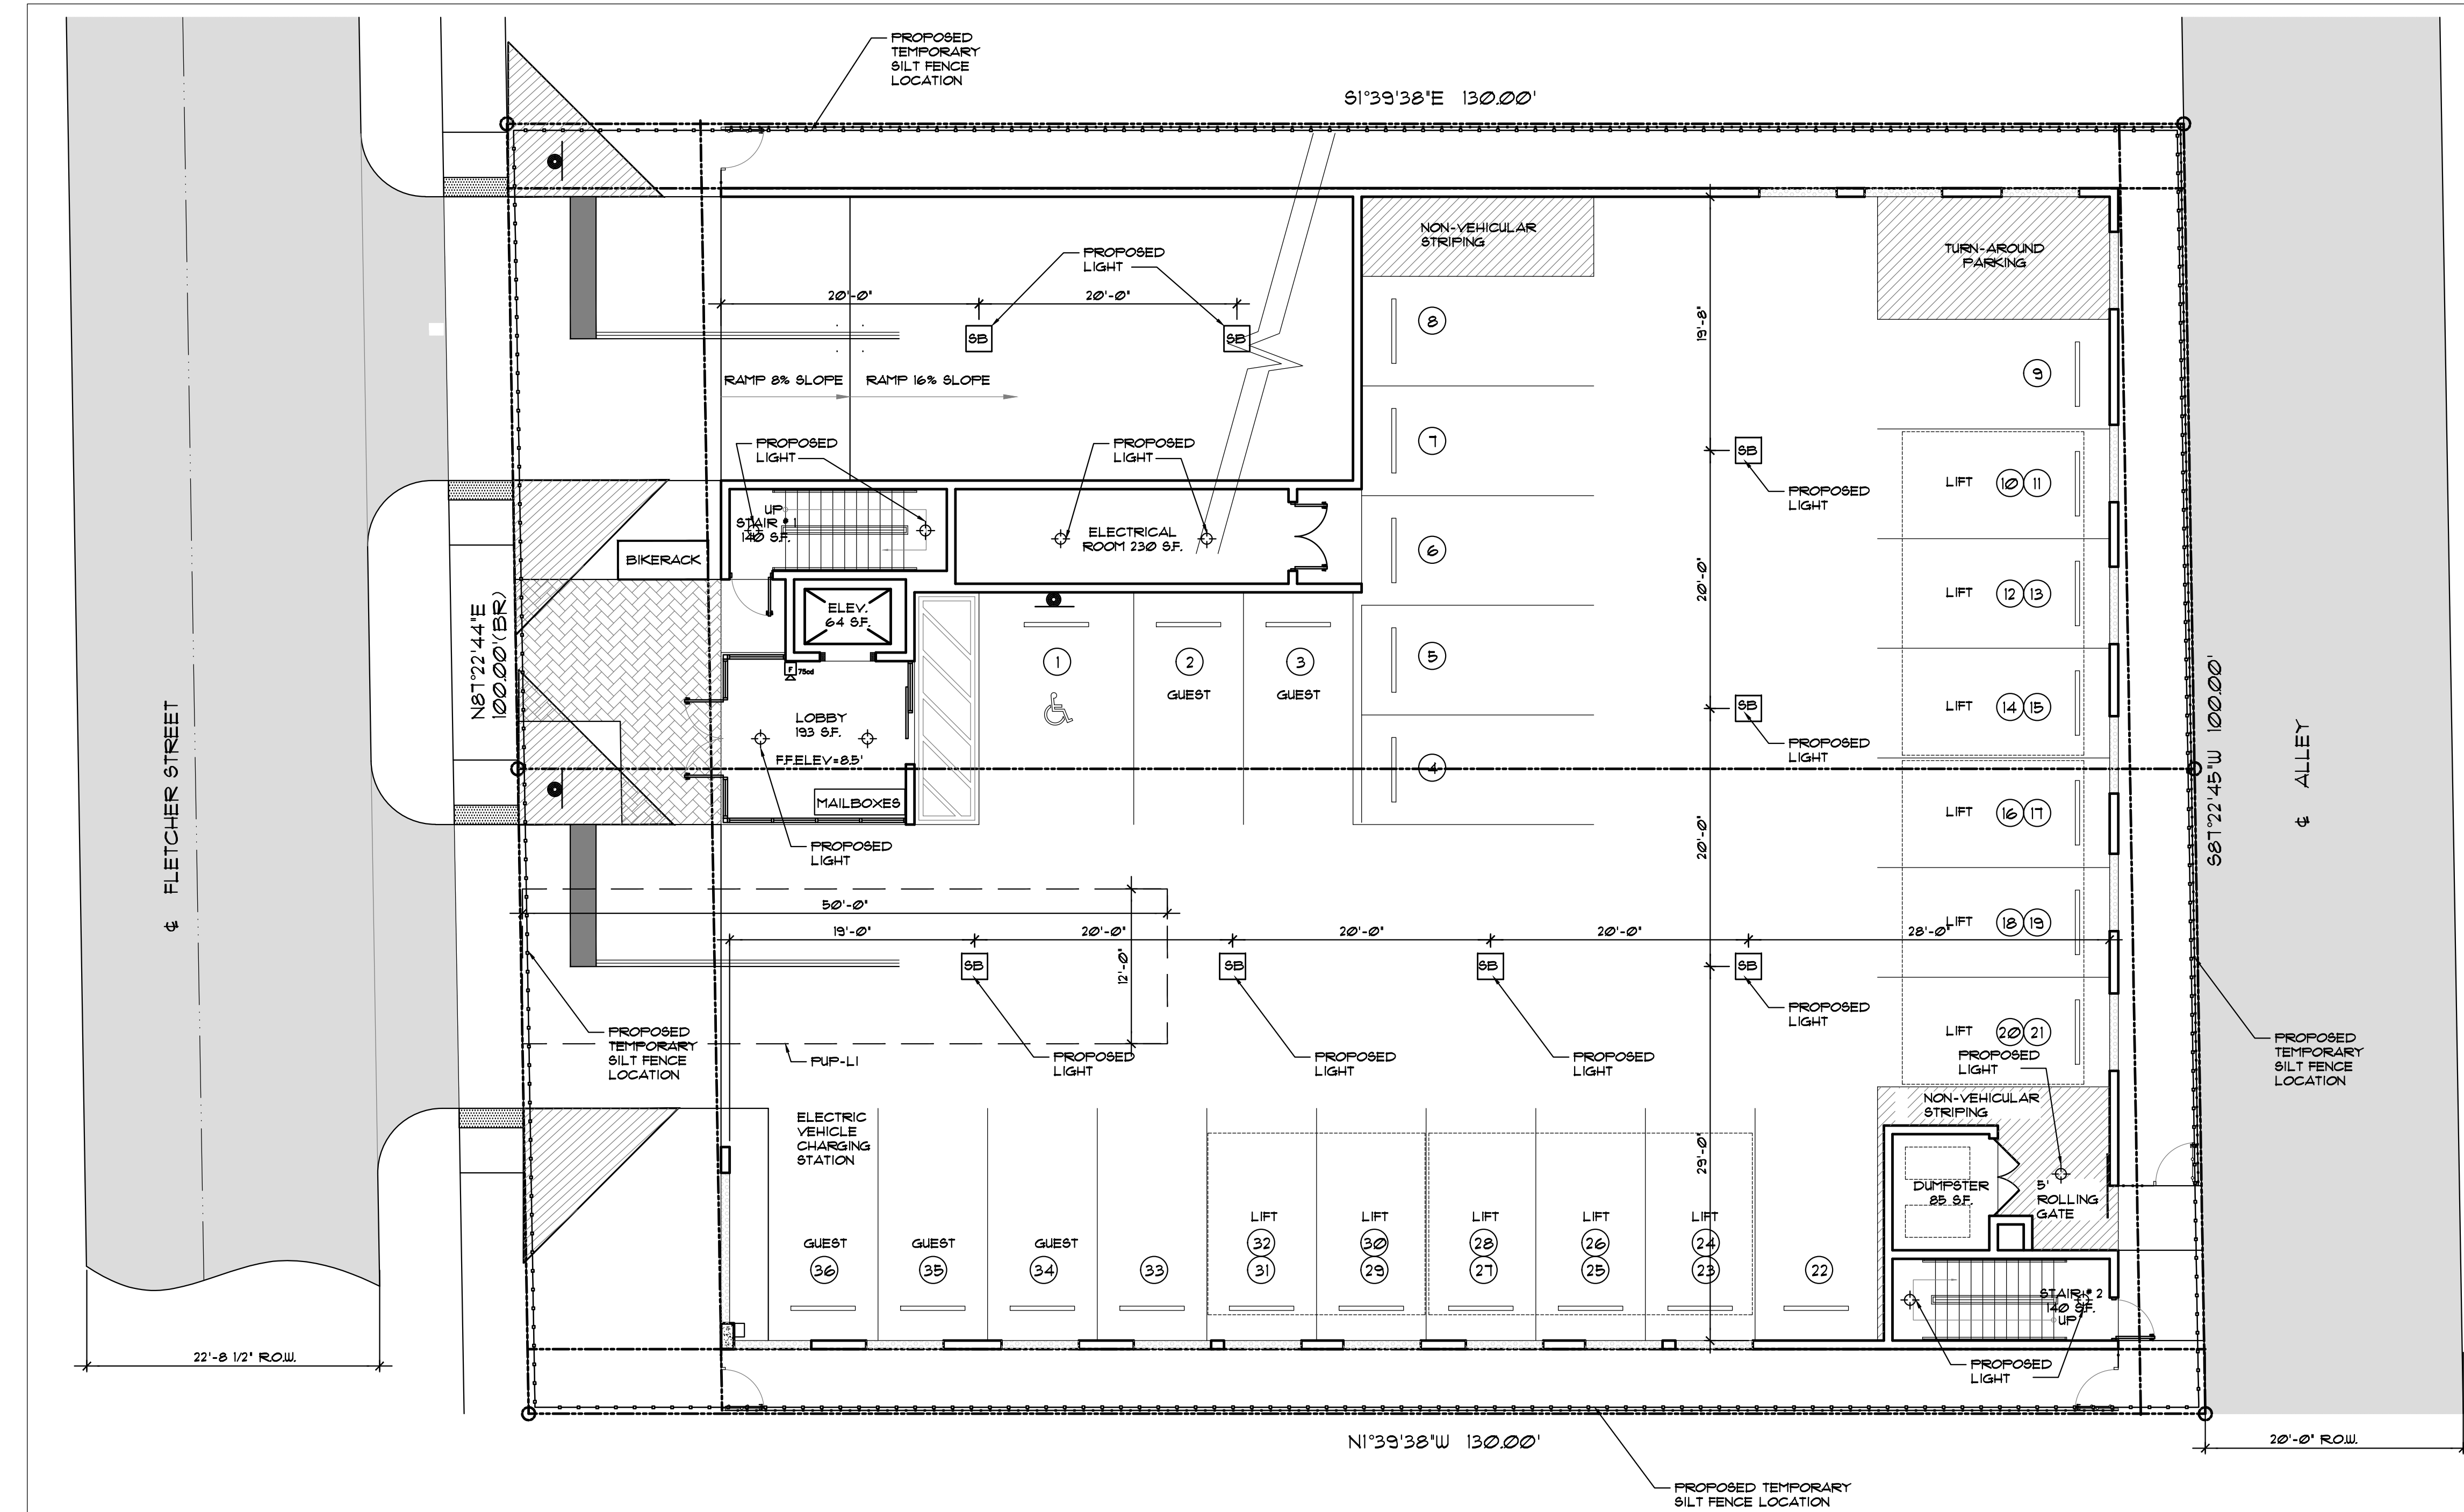 PROPOSED
TEMPORARY
SILT FENCE
LOCATION
S1°39'38"E 130.00'
NON-VEHICULAR
STRIPING
TURN-AROUND
PARKING
PROPOSED
LIGHT
20'-0"
20'-0"
SB
SB
8
19'-8"
9
RAMP 8% SLOPE
RAMP 16% SLOPE
PROPOSED
LIGHT
PROPOSED
LIGHT
7
SB
PROPOSED
LIGHT
LIFT 10 11
UP
STAIR # 1
140 S.F.
ELECTRICAL
ROOM 230 S.F.
6
BIKERACK
20'-0"
LIFT 12 13
ELEV.
64 S.F.
N87°22'44"E
100.00'(BR)
F 75cd
1
2
GUEST
3
GUEST
5
LOBBY
193 S.F.
F.F.ELEV=8.5'
MAILBOXES
SB
PROPOSED
LIGHT
LIFT 14 15
4
S87°22'45"W 100.00'
℄ ALLEY
℄ FLETCHER STREET
LIFT 16 17
PROPOSED
LIGHT
20'-0"
50'-0"
19'-0"
20'-0"
20'-0"
20'-0"
28'-0"
LIFT 18 19
12'-0"
SB
SB
SB
SB
PROPOSED
LIGHT
PROPOSED
TEMPORARY
SILT FENCE
LOCATION
PUP-L1
PROPOSED
LIGHT
PROPOSED
LIGHT
PROPOSED
LIGHT
LIFT 20 21
PROPOSED
LIGHT
PROPOSED
TEMPORARY
SILT FENCE
LOCATION
NON-VEHICULAR
STRIPING
ELECTRIC
VEHICLE
CHARGING
STATION
29'-0"
DUMPSTER
85 S.F.
5'
ROLLING
GATE
GUEST
36
GUEST
35
GUEST
34
33
LIFT
32
31
LIFT
30
29
LIFT
28
27
LIFT
26
25
LIFT
24
23
22
STAIR # 2
140 S.F.
UP
PROPOSED
LIGHT
22'-8 1/2" R.O.W.
N1°39'38"W 130.00'
20'-0" R.O.W.
PROPOSED TEMPORARY
SILT FENCE LOCATION